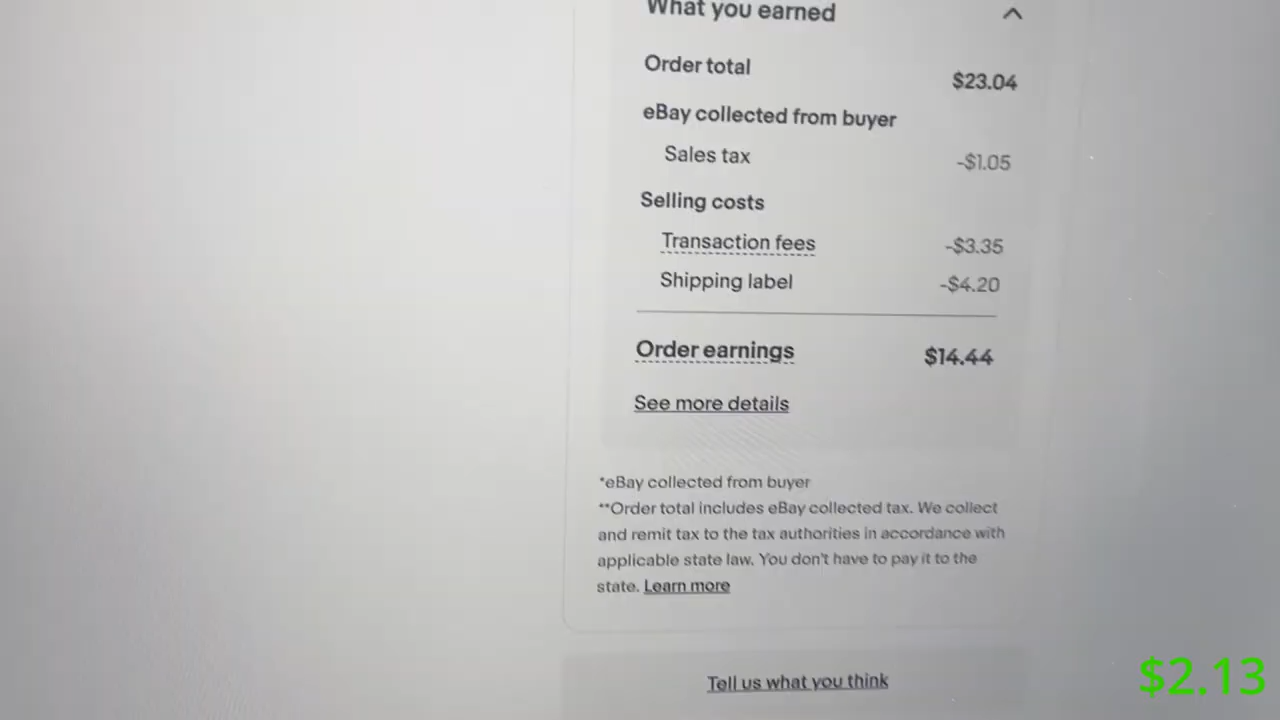 What you earned
Order total
$23.04
eBay collected from buyer
Sales tax
-$1.05
Selling costs
Transaction fees
-$3.35
Shipping label
-$4.20
Order earnings
$14.44
See more details
*eBay collected from buyer
**Order total includes eBay collected tax. We collect
and remit tax to the tax authorities in accordance with
applicable state law. You don't have to pay it to the
state. Learn more
Tell us what you think
$2.13